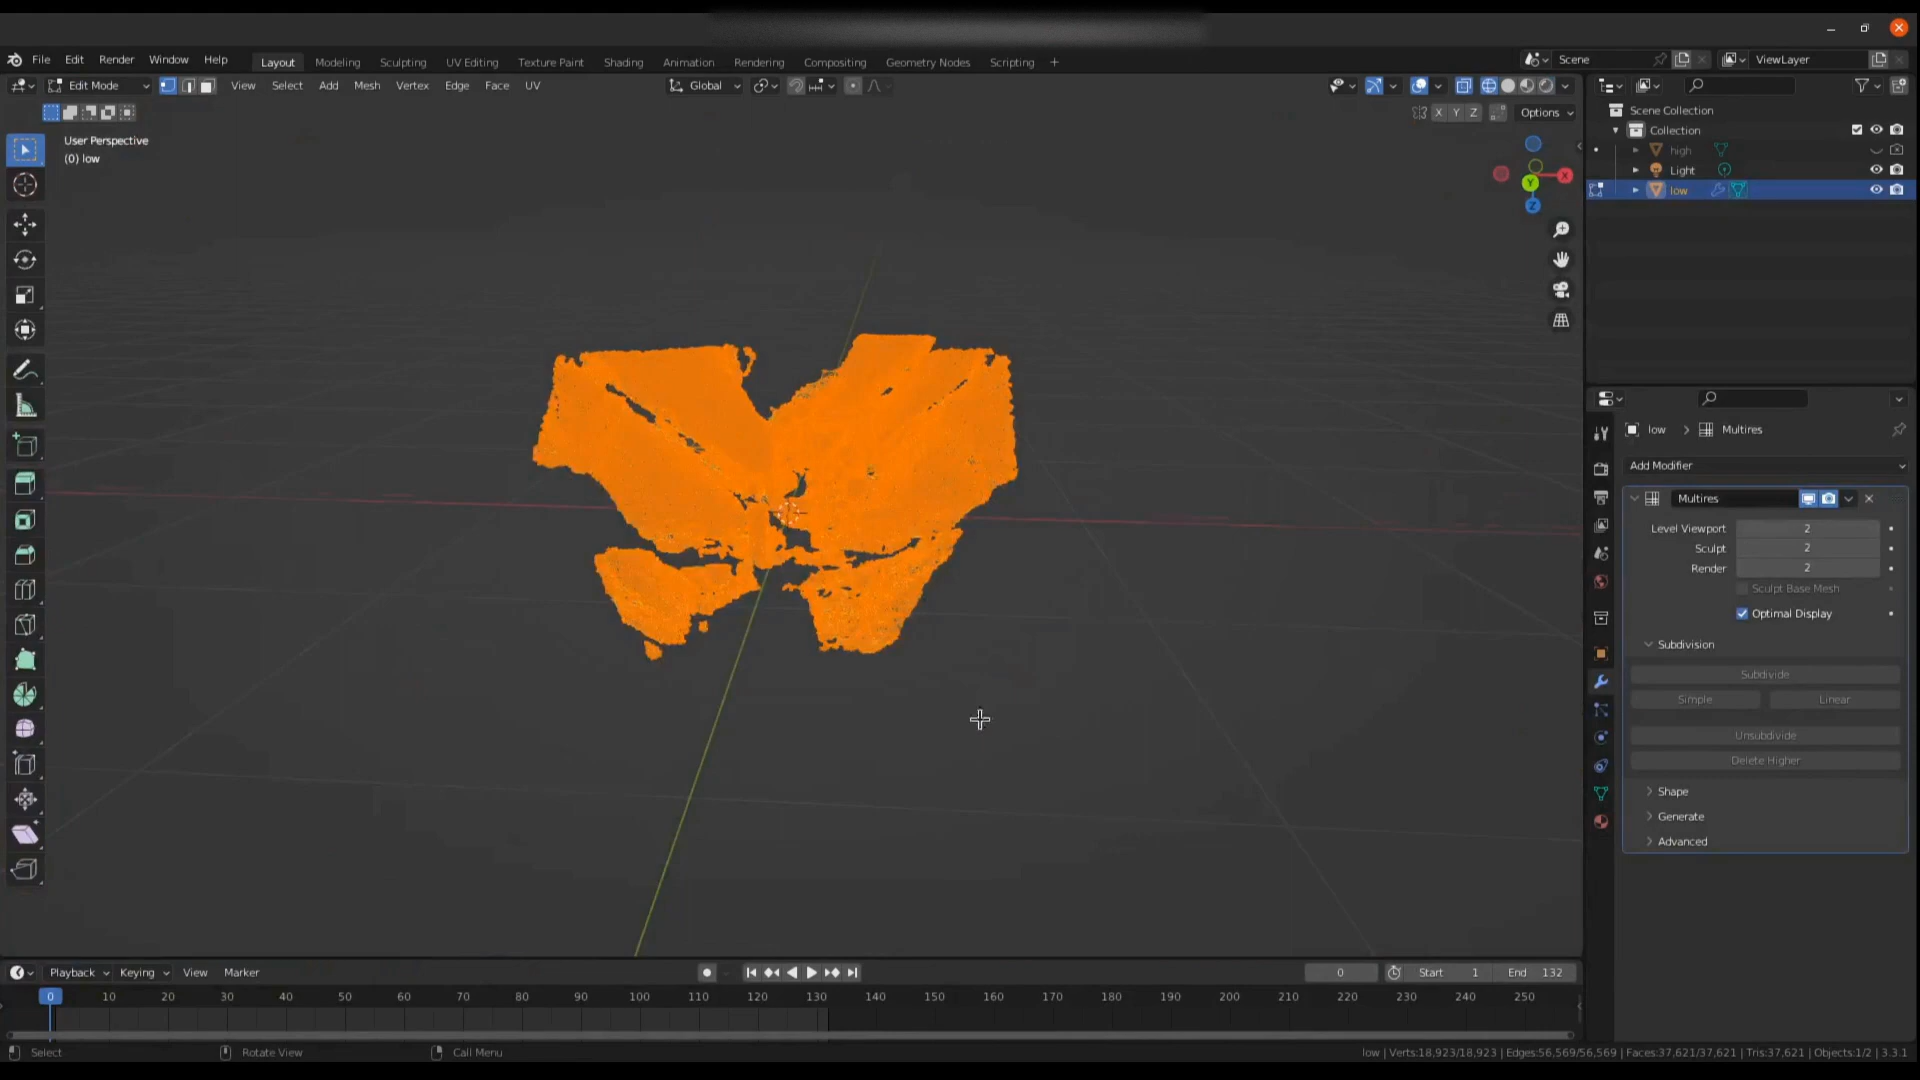 File Edit Render Window Help Layout Modeling Sculpting UV Editing Texture Paint Shading Animation Rendering Compositing Geometry Nodes Scripting + Scene ViewLayer
Edit Mode View Select Add Mesh Vertex Edge Face UV Global
X Y Z Options
User Perspective
(0) low
X
Y
Z
Scene Collection
Collection
high
Light
low
low > Multires
Add Modifier
Multires
Level Viewport 2
Sculpt 2
Render 2
Sculpt Base Mesh
Optimal Display
Subdivision
Subdivide
Simple Linear
Unsubdivide
Delete Higher
Shape
Generate
Advanced
Playback Keying View Marker 0 Start 1 End 132
0 10 20 30 40 50 60 70 80 90 100 110 120 130 140 150 160 170 180 190 200 210 220 230 240 250
Select Rotate View Call Menu low | Verts:18,923/18,923 | Edges:56,569/56,569 | Faces:37,621/37,621 | Tris:37,621 | Objects:1/2 | 3.3.1